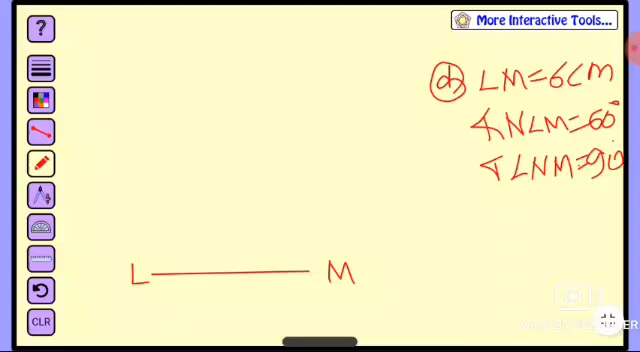 More Interactive Tools...
?
LM=6CM
∠NLM=60°
∠LNM=90°
L M
CLR